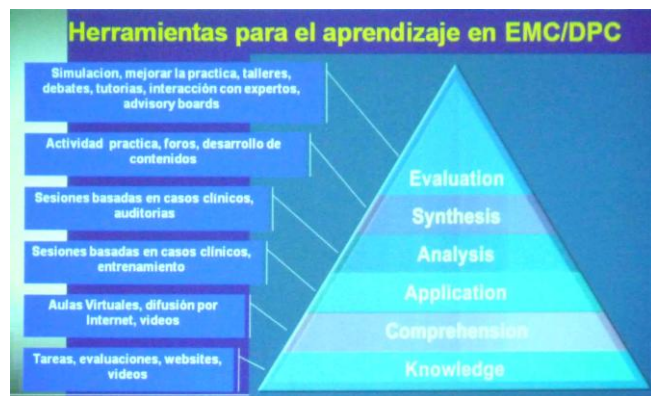 Herramientas para el aprendizaje en EMC/DPC
Simulacion, mejorar la practica, talleres,
debates, tutorias, interacción con expertos,
advisory boards
Actividad practica, foros, desarrollo de
contenidos
Sesiones basadas en casos clínicos,
auditorias
Sesiones basadas en casos clínicos,
entrenamiento
Aulas Virtuales, difusión por
Internet, videos
Tareas, evaluaciones, websites,
videos
Evaluation
Synthesis
Analysis
Application
Comprehension
Knowledge